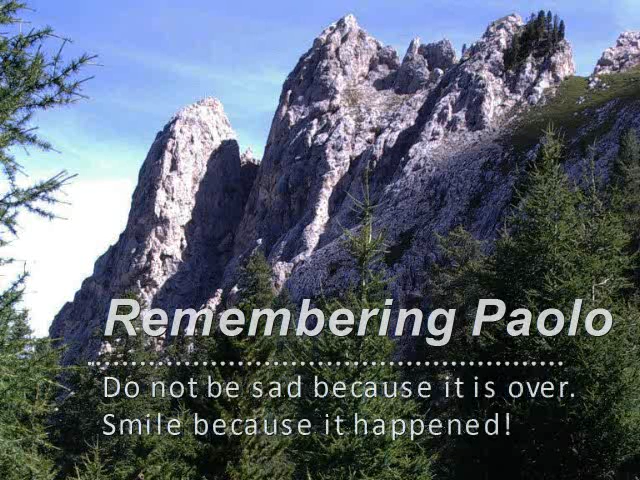 Remembering Paolo
Do not be sad because it is over.
Smile because it happened!